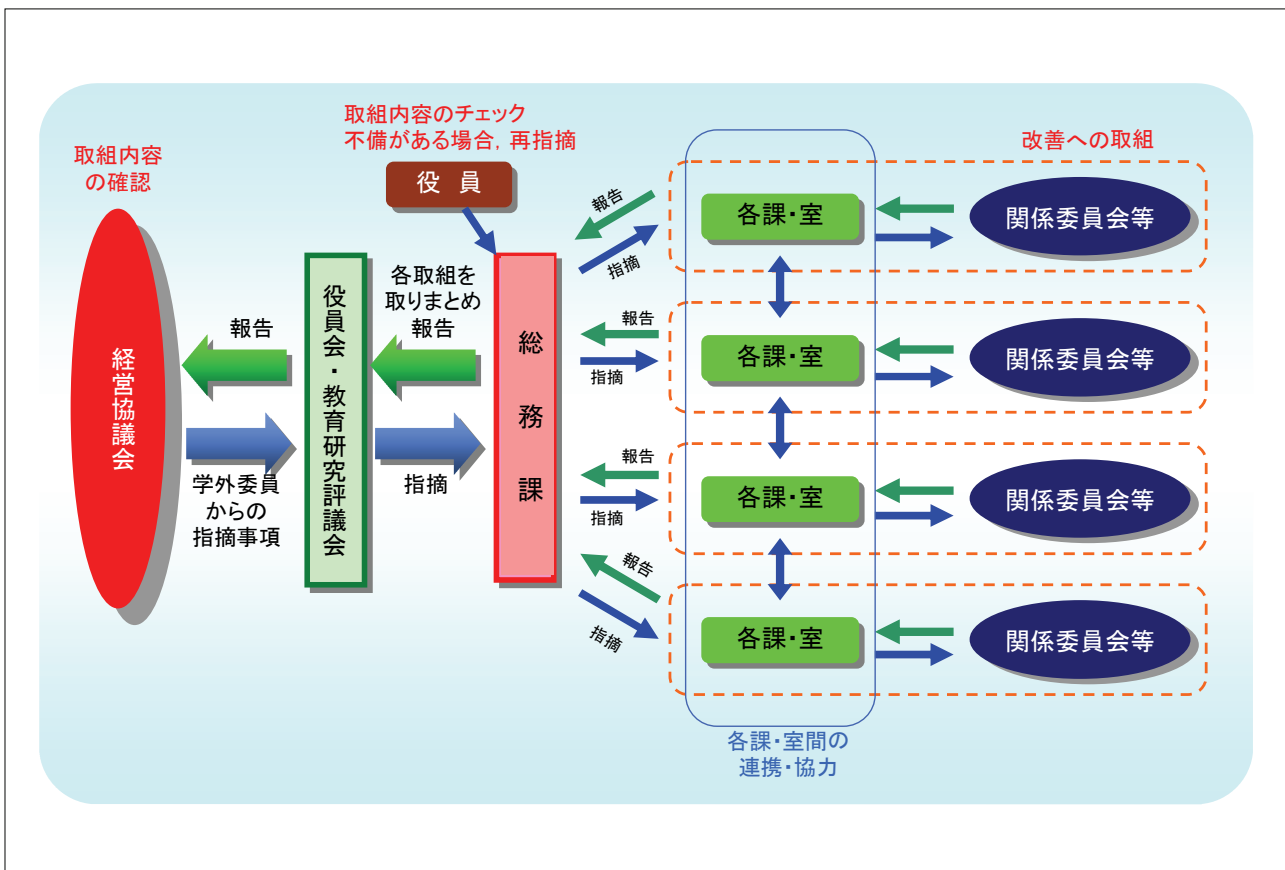 取組内容
の確認
経営協議会
報告
学外委員
からの
指摘事項
役員会・教育研究評議会
取組内容のチェック
不備がある場合，再指摘
役　員
各取組を
取りまとめ
報告
指摘
総務課
報告
指摘
報告
指摘
報告
指摘
報告
指摘
各課・室
各課・室
各課・室
各課・室
各課・室間の
連携・協力
改善への取組
関係委員会等
関係委員会等
関係委員会等
関係委員会等